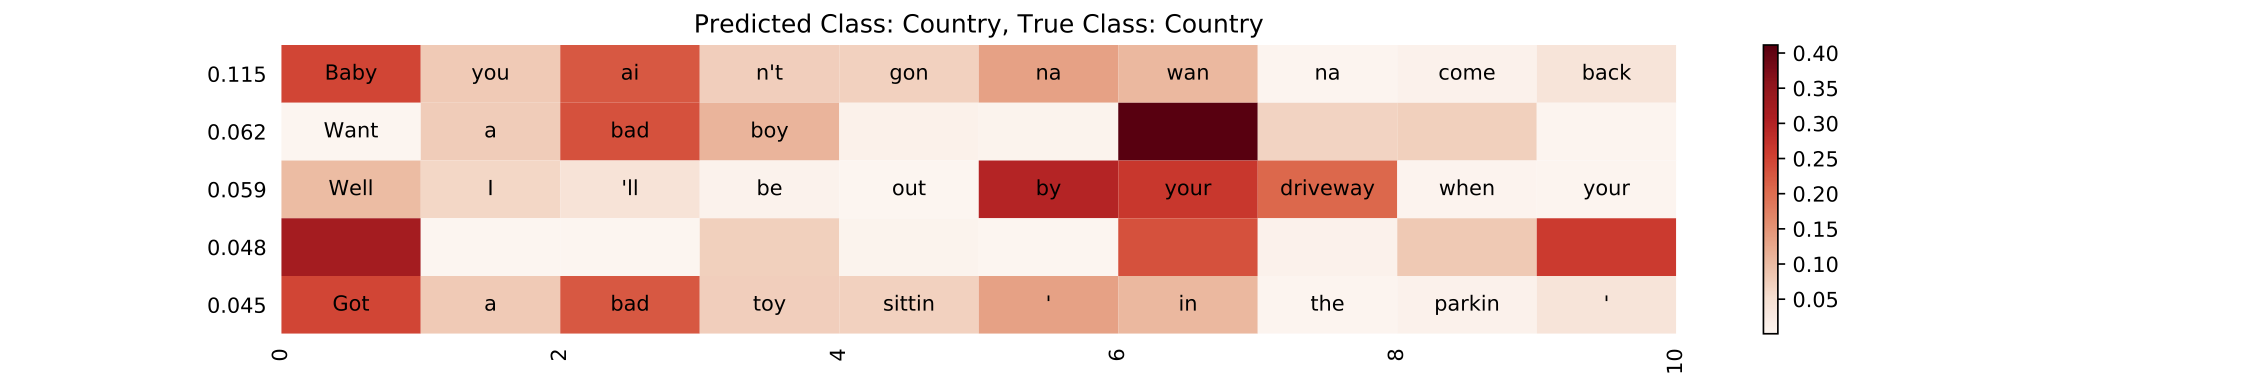 Predicted Class: Country, True Class: Country
0.115 Baby you ai n't gon na wan na come back
0.062 Want a bad boy
0.059 Well I 'll be out by your driveway when your
0.048
0.045 Got a bad toy sittin ' in the parkin '
0 2 4 6 8 10
0.40
0.35
0.30
0.25
0.20
0.15
0.10
0.05